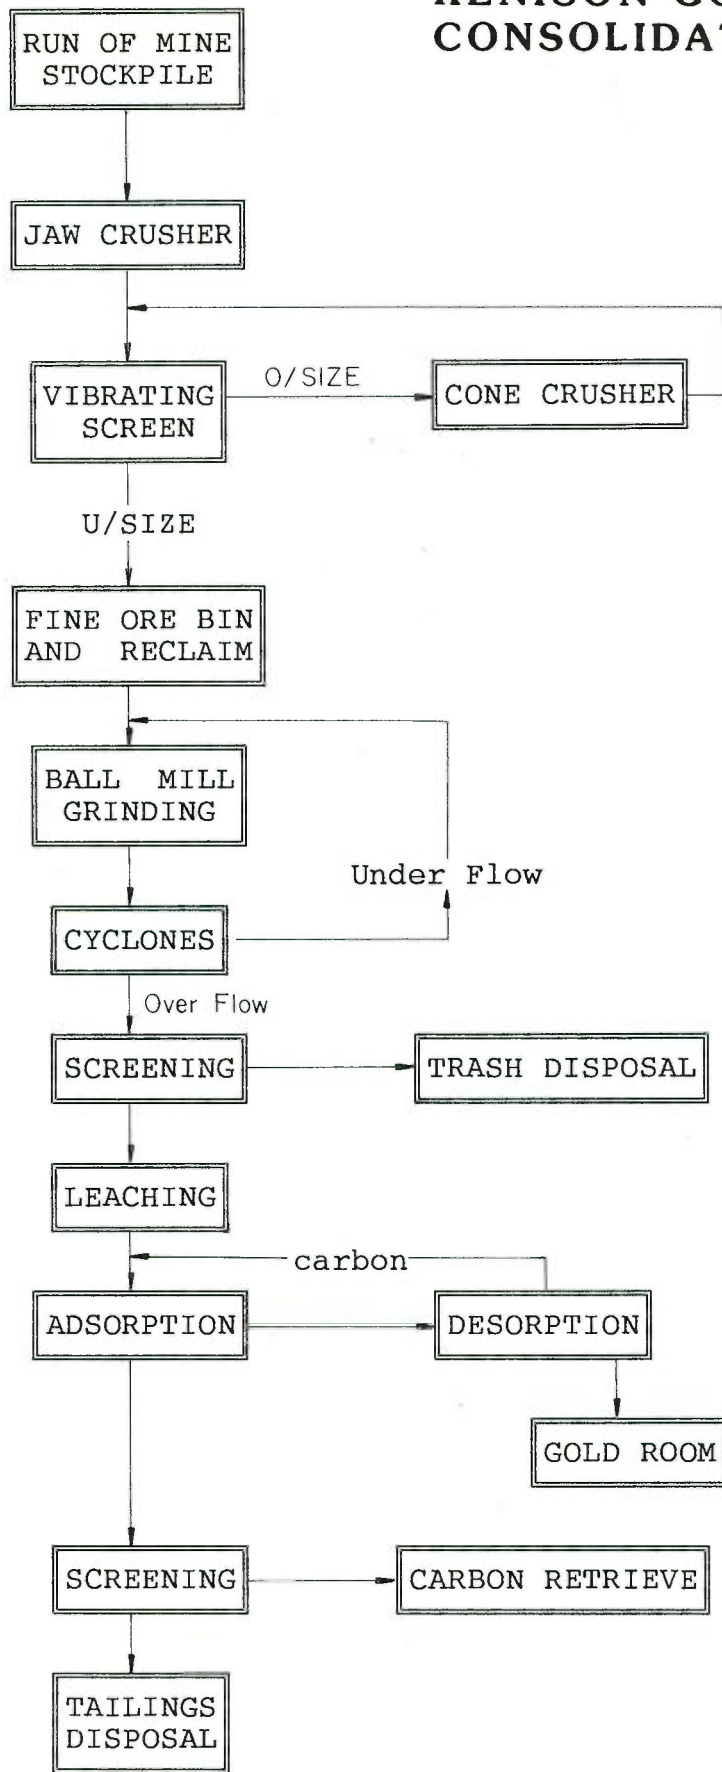 CONSOLIDA
RUN OF MINE
STOCKPILE
JAW CRUSHER
VIBRATING
SCREEN
O/SIZE
CONE CRUSHER
U/SIZE
FINE ORE BIN
AND RECLAIM
BALL MILL
GRINDING
Under Flow
CYCLONES
Over Flow
SCREENING
TRASH DISPOSAL
LEACHING
carbon
ADSORPTION
DESORPTION
GOLD ROOM
SCREENING
CARBON RETRIEVE
TAILINGS
DISPOSAL